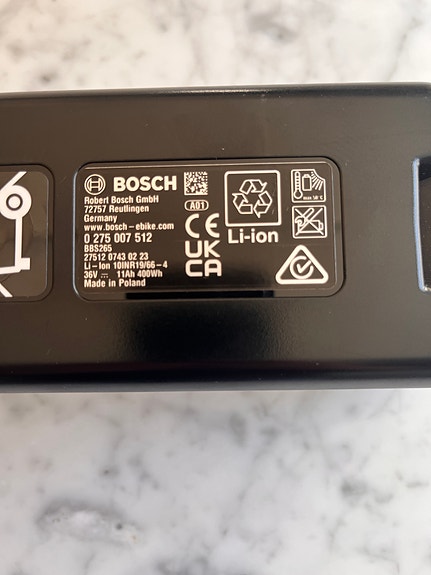 BOSCH
Robert Bosch GmbH
72757 Reutlingen
Germany
www.bosch-ebike.com
0 275 007 512
BBS265
27512 0743 02 23
Li-Ion 10INR19/66-4
36V 11Ah 400Wh
Made in Poland
A01
CE
UK
CA
Li-ion